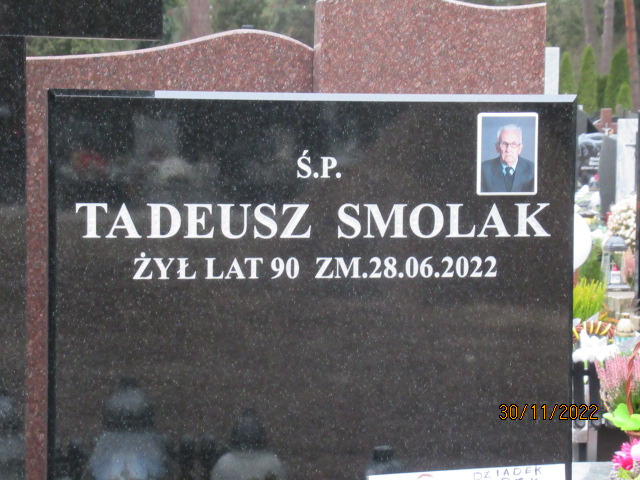 Ś.P.
TADEUSZ SMOLAK
ŻYŁ LAT 90 ZM.28.06.2022
30/11/2022
DZIADEK